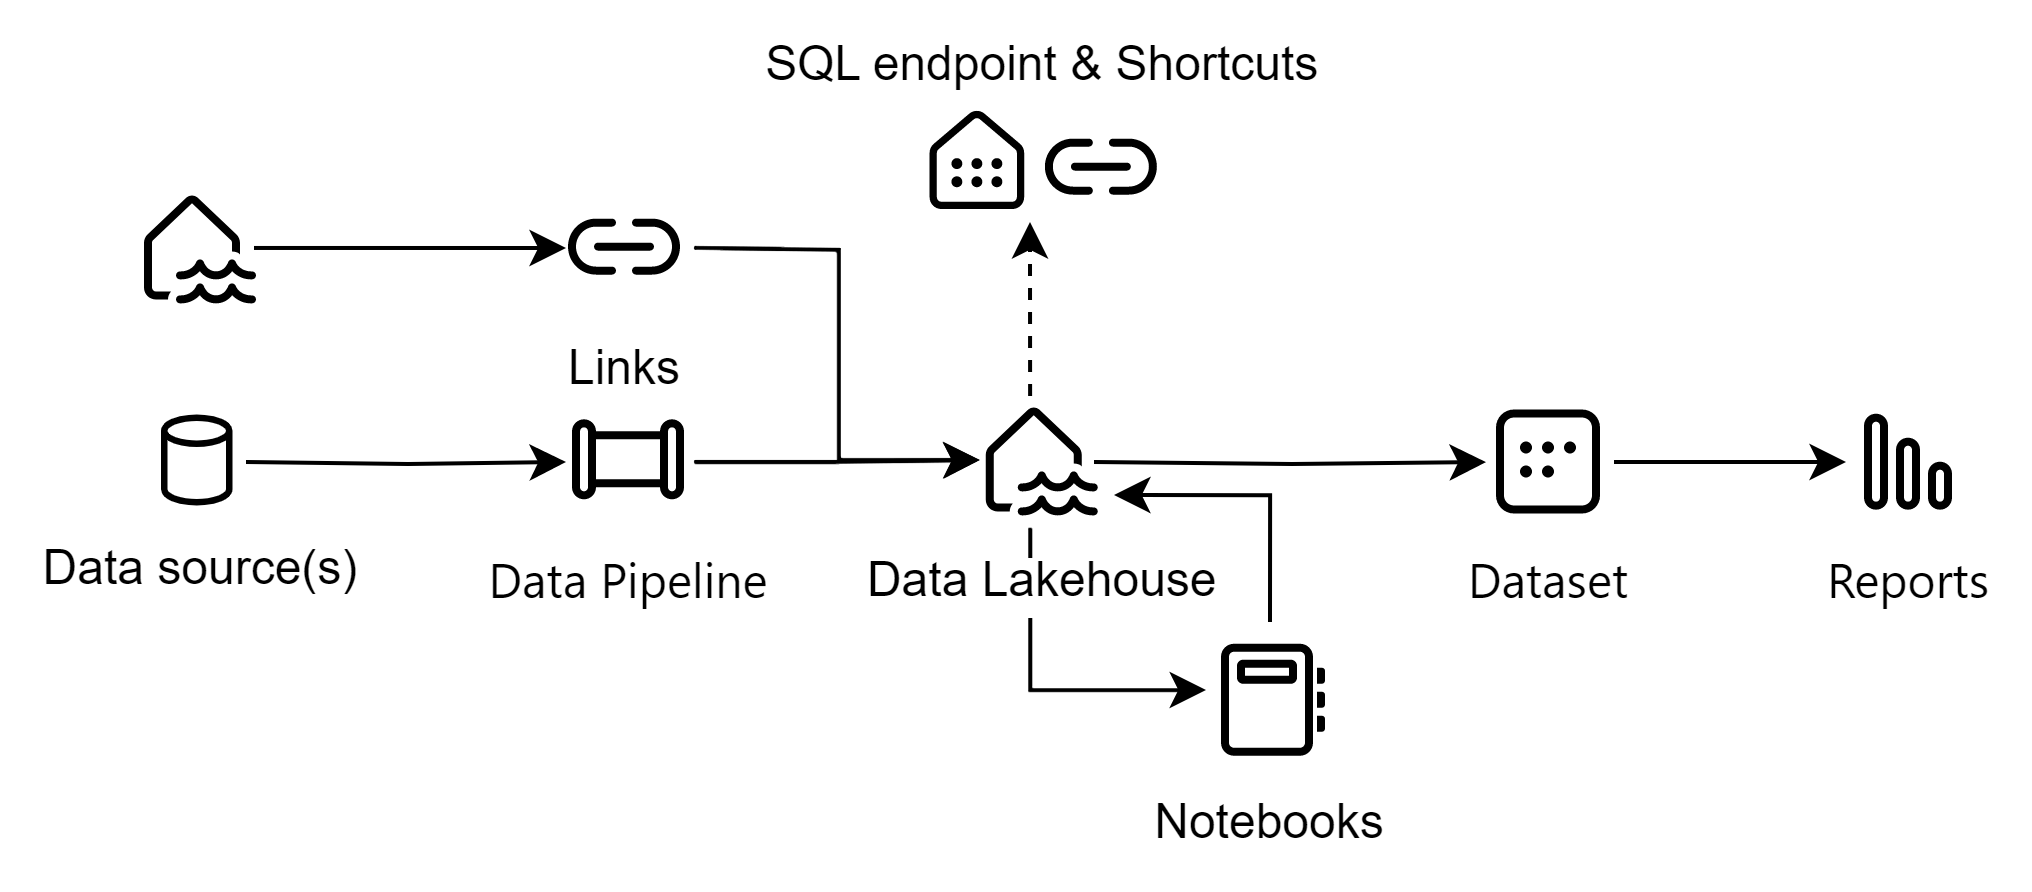 SQL endpoint & Shortcuts
Links
Data source(s)
Data Pipeline
Data Lakehouse
Dataset
Reports
Notebooks